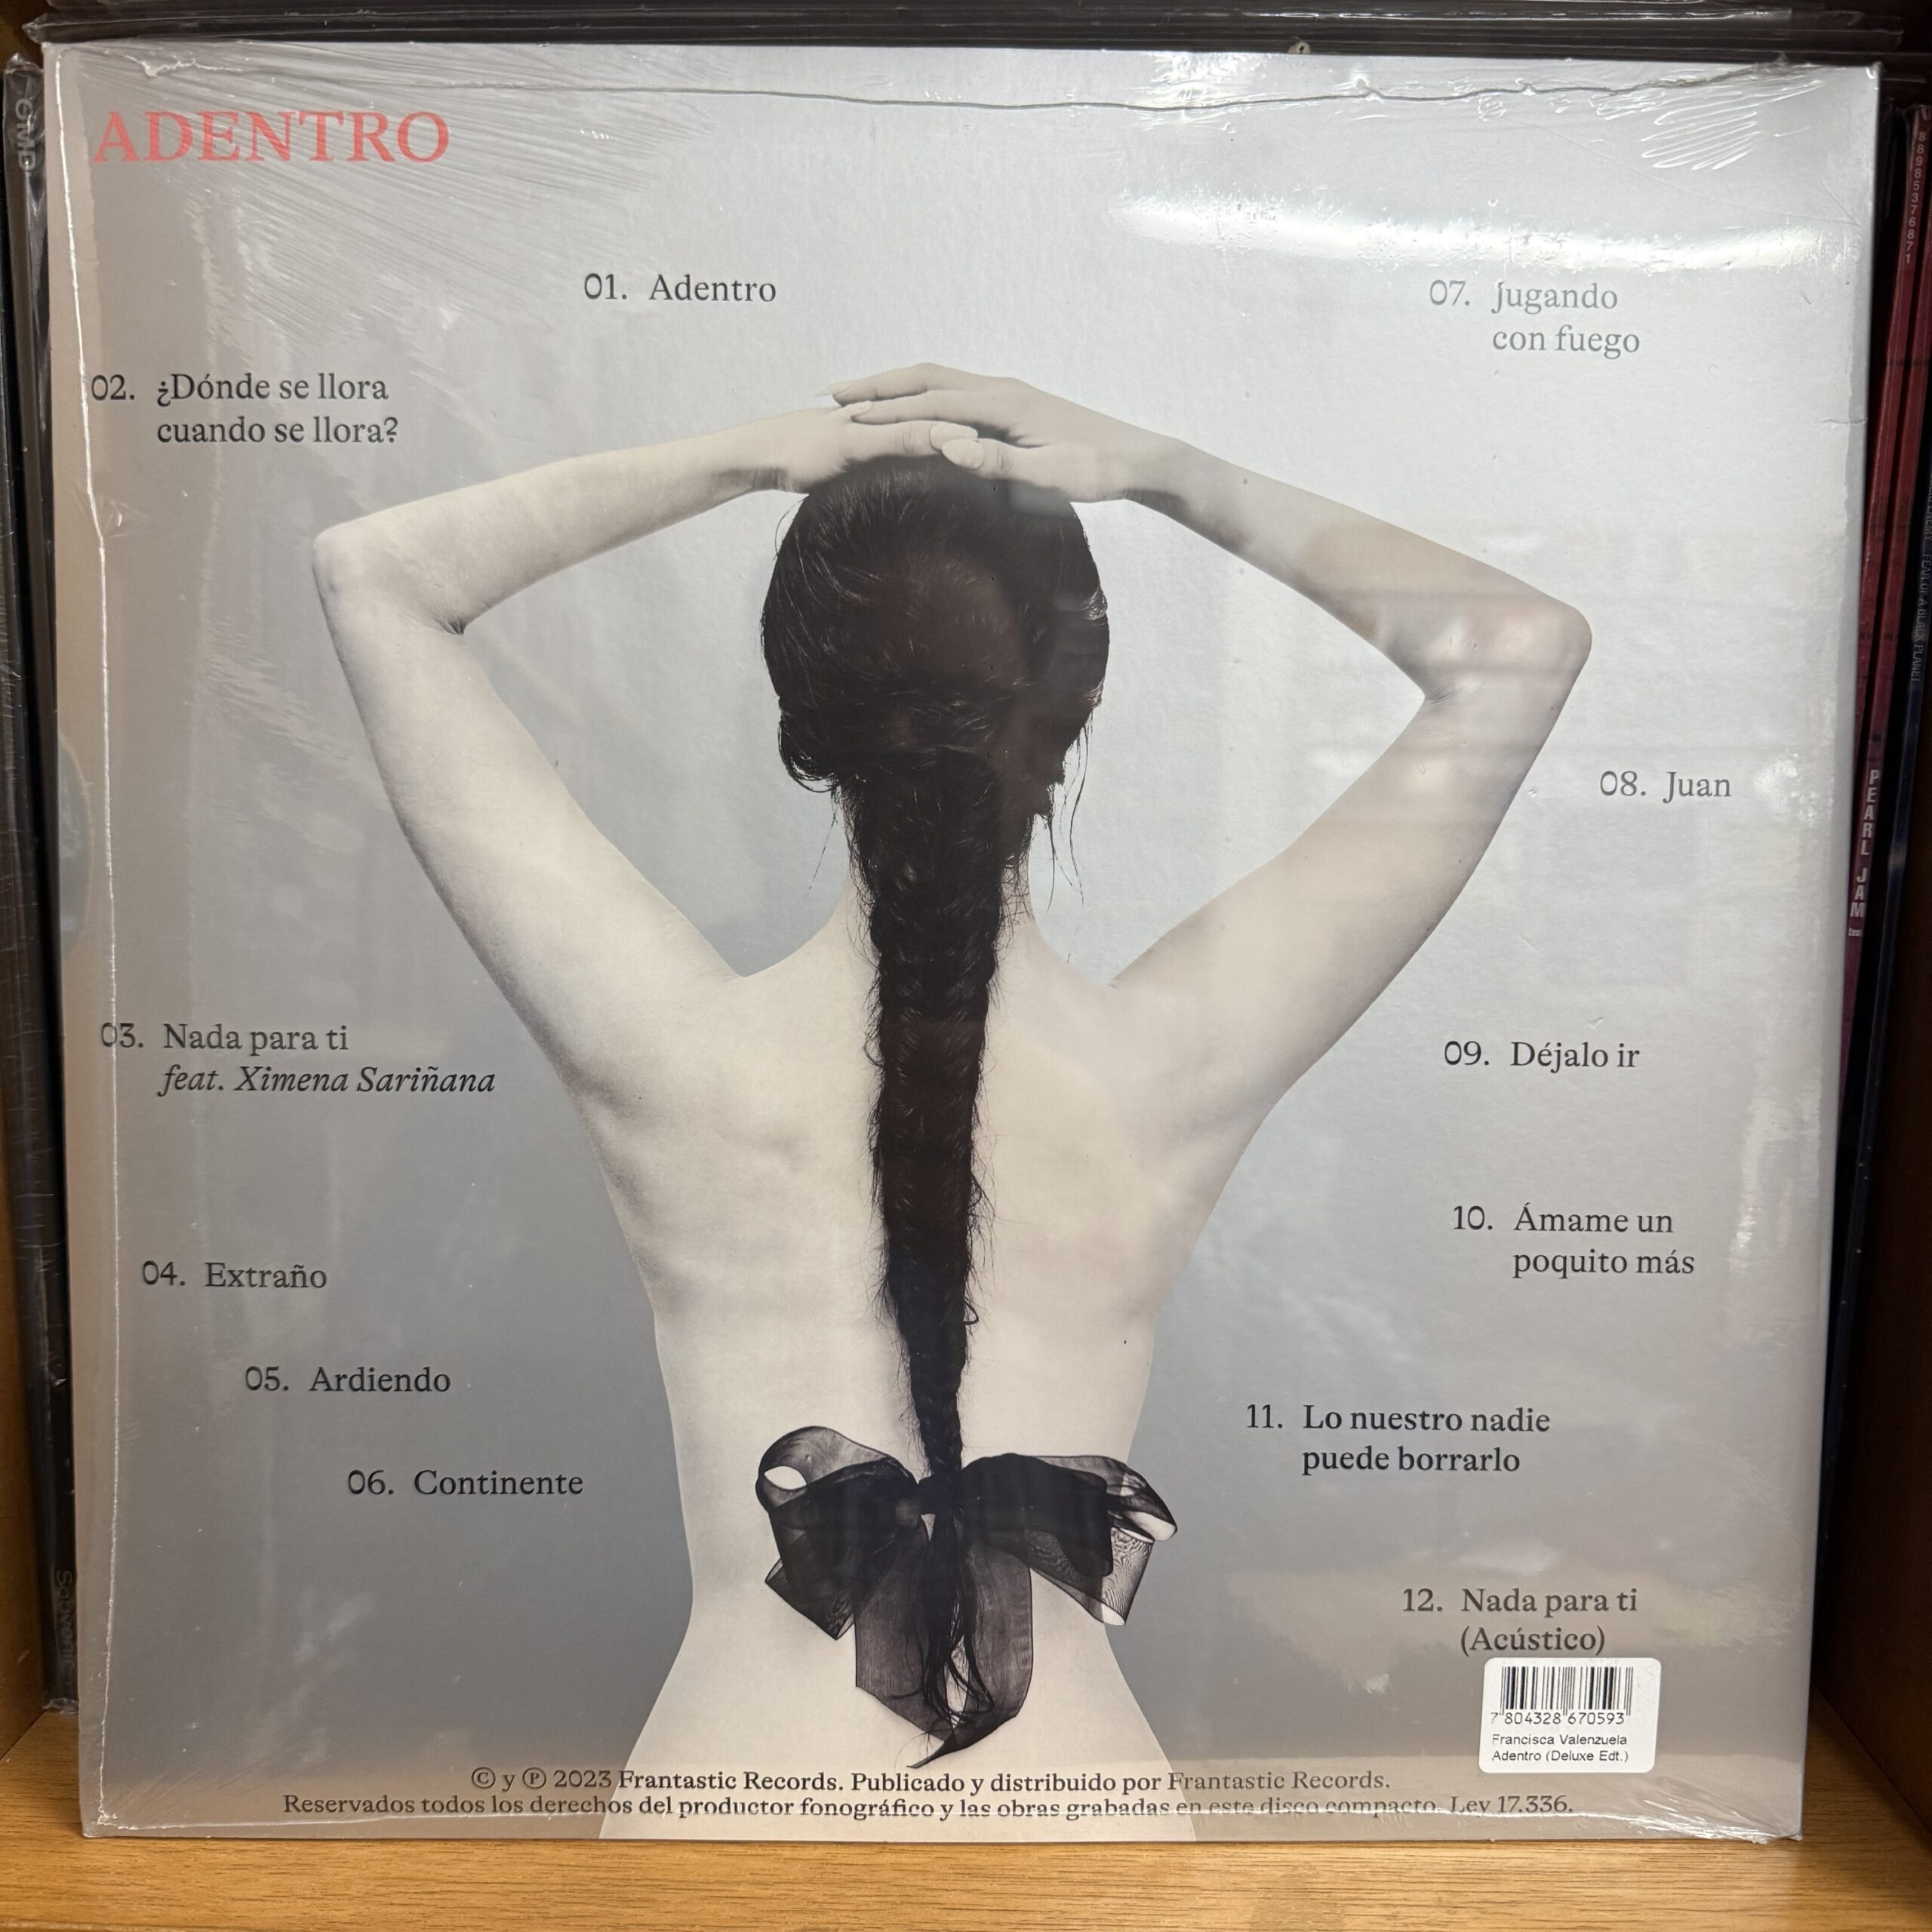 ADENTRO
01. Adentro
02. ¿Dónde se llora
cuando se llora?
03. Nada para ti
feat. Ximena Sariñana
04. Extraño
05. Ardiendo
06. Continente
07. Jugando
con fuego
08. Juan
09. Déjalo ir
10. Ámame un
poquito más
11. Lo nuestro nadie
puede borrarlo
12. Nada para ti
(Acústico)
7 804328 670593
Francisca Valenzuela
Adentro (Deluxe Edt.)
© y ℗ 2023 Frantastic Records. Publicado y distribuido por Frantastic Records.
Reservados todos los derechos del productor fonográfico y las obras grabadas en este disco compacto. Ley 17.336.
PEARL JAM
88985376871